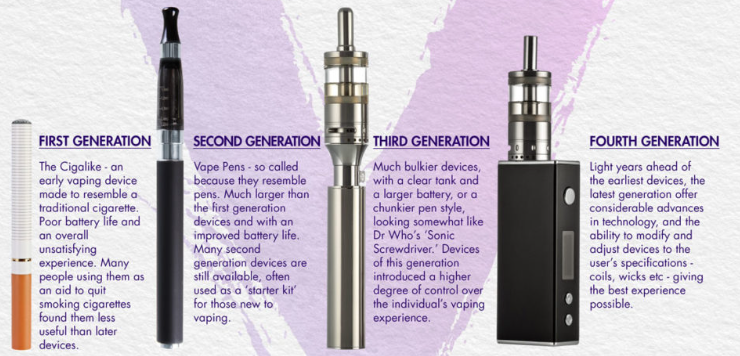 FIRST GENERATION
The Cigalike - an
early vaping device
made to resemble a
traditional cigarette.
Poor battery life and
an overall
unsatisfying
experience. Many
people using them as
an aid to quit
smoking cigarettes
found them less
useful than later
devices.
SECOND GENERATION
Vape Pens - so called
because they resemble
pens. Much larger than
the first generation
devices and with an
improved battery life.
Many second
generation devices are
still available, often
used as a 'starter kit'
for those new to
vaping.
THIRD GENERATION
Much bulkier devices,
with a clear tank and
a larger battery, or a
chunkier pen style,
looking somewhat like
Dr Who's 'Sonic
Screwdriver.' Devices
of this generation
introduced a higher
degree of control over
the individual's vaping
experience.
FOURTH GENERATION
Light years ahead of
the earliest devices, the
latest generation offer
considerable advances
in technology, and the
ability to modify and
adjust devices to the
user's specifications -
coils, wicks etc - giving
the best experience
possible.